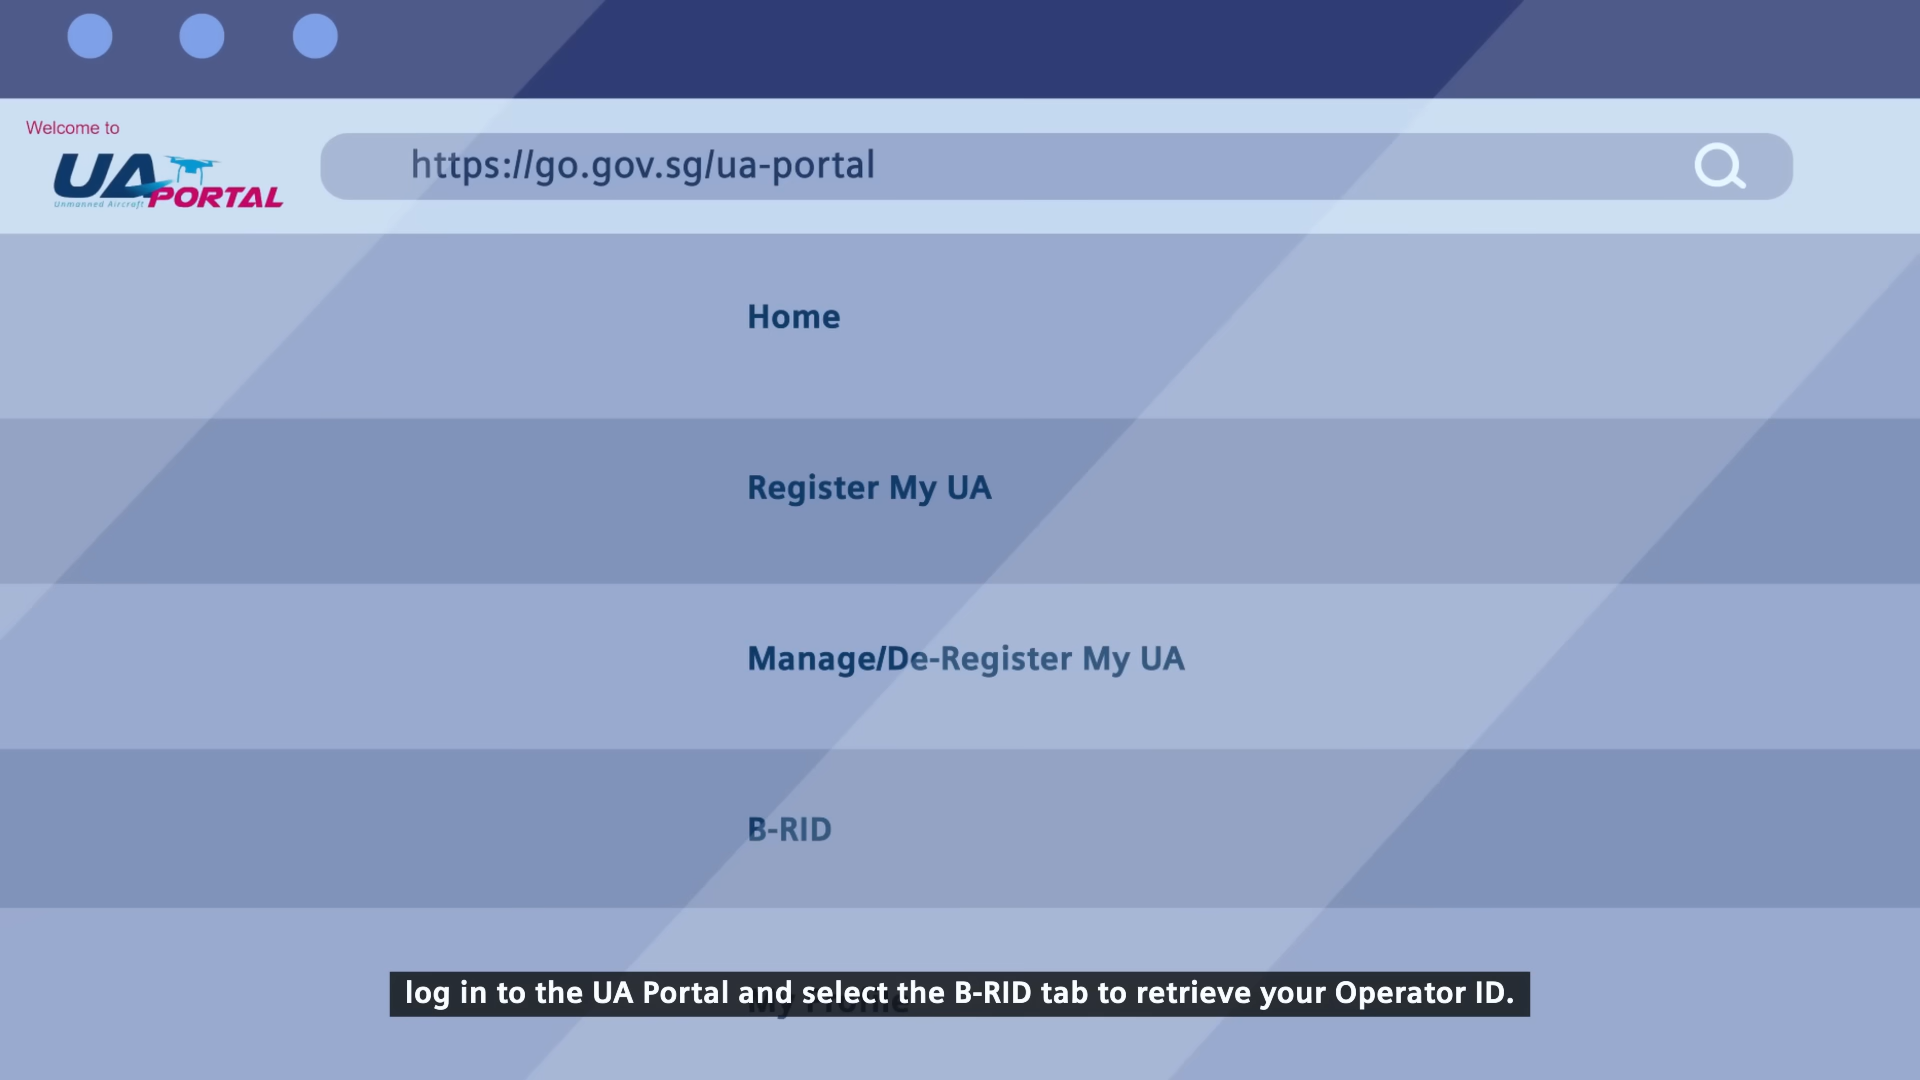 Welcome to
UA
PORTAL
Unmanned Aircraft
https://go.gov.sg/ua-portal
Home
Register My UA
Manage/De-Register My UA
B-RID
My Profile
log in to the UA Portal and select the B-RID tab to retrieve your Operator ID.